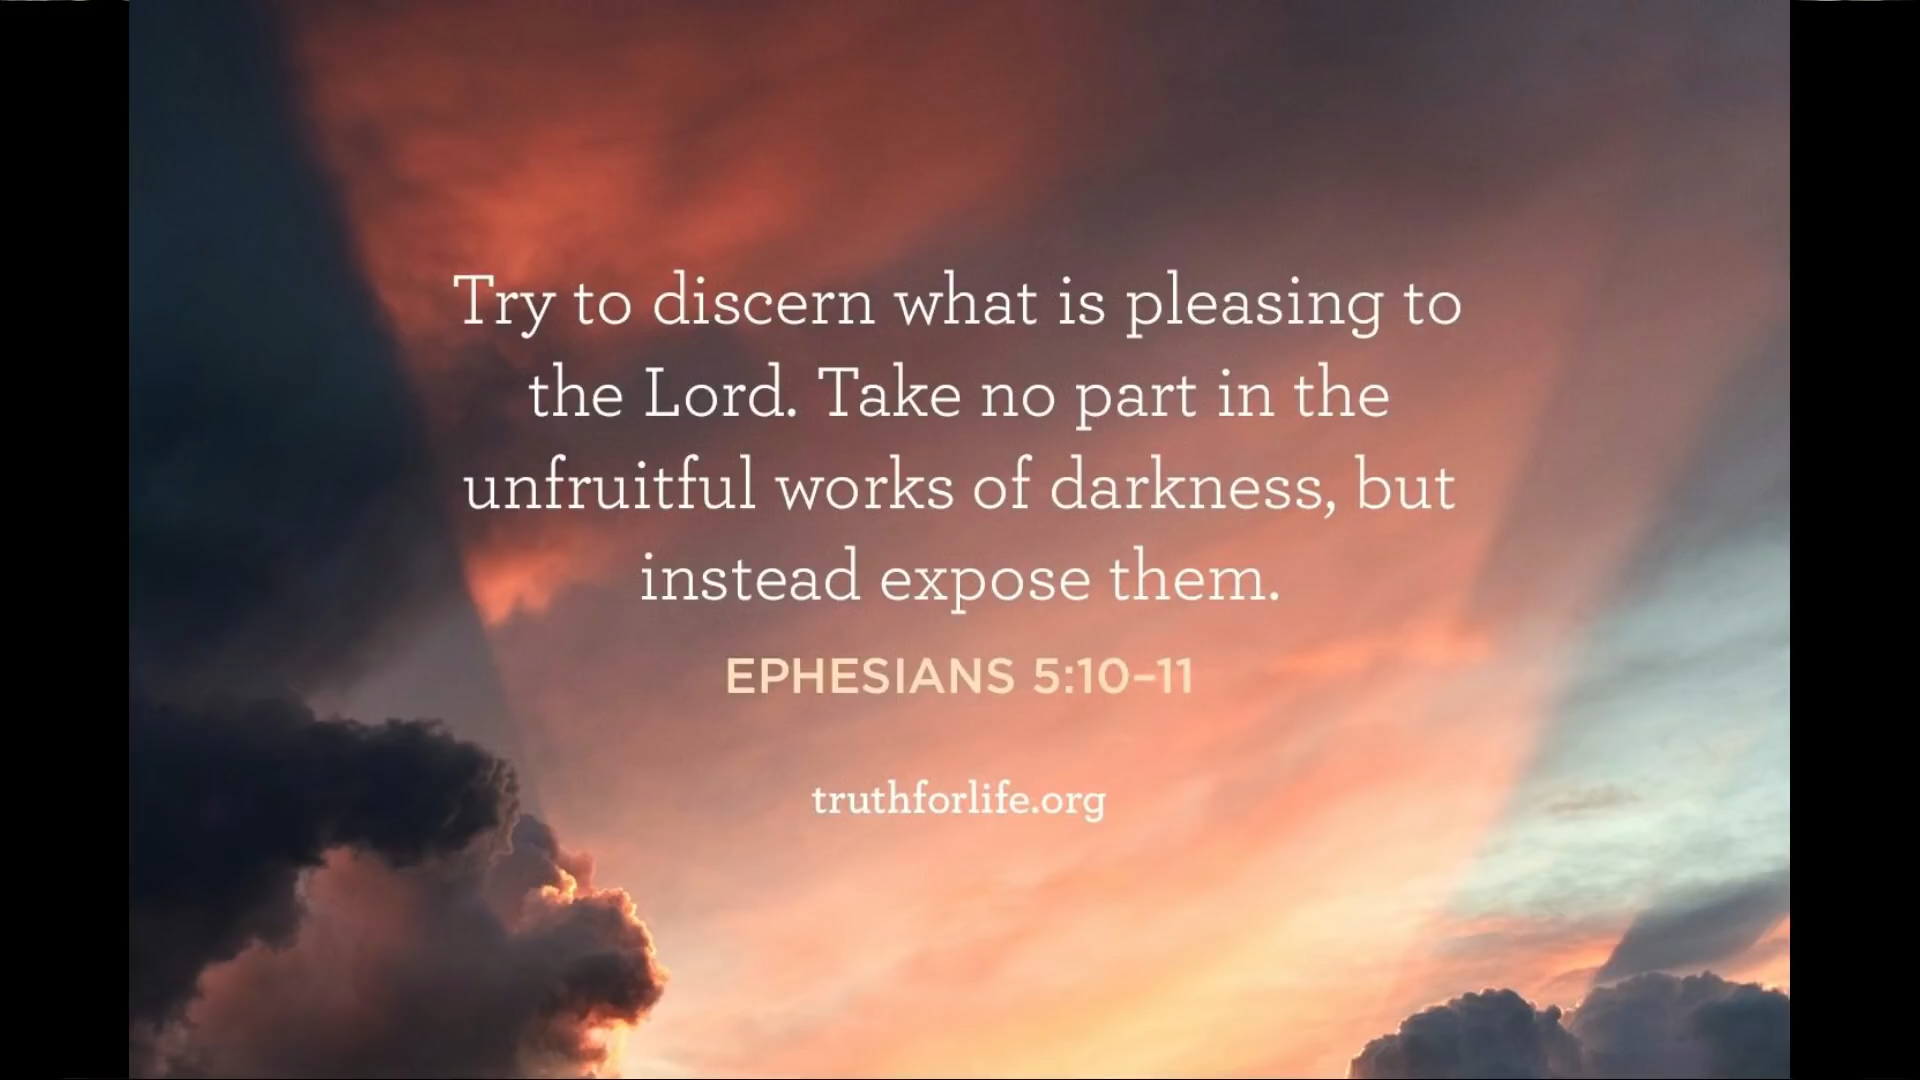 Try to discern what is pleasing to
the Lord. Take no part in the
unfruitful works of darkness, but
instead expose them.
EPHESIANS 5:10–11
truthforlife.org